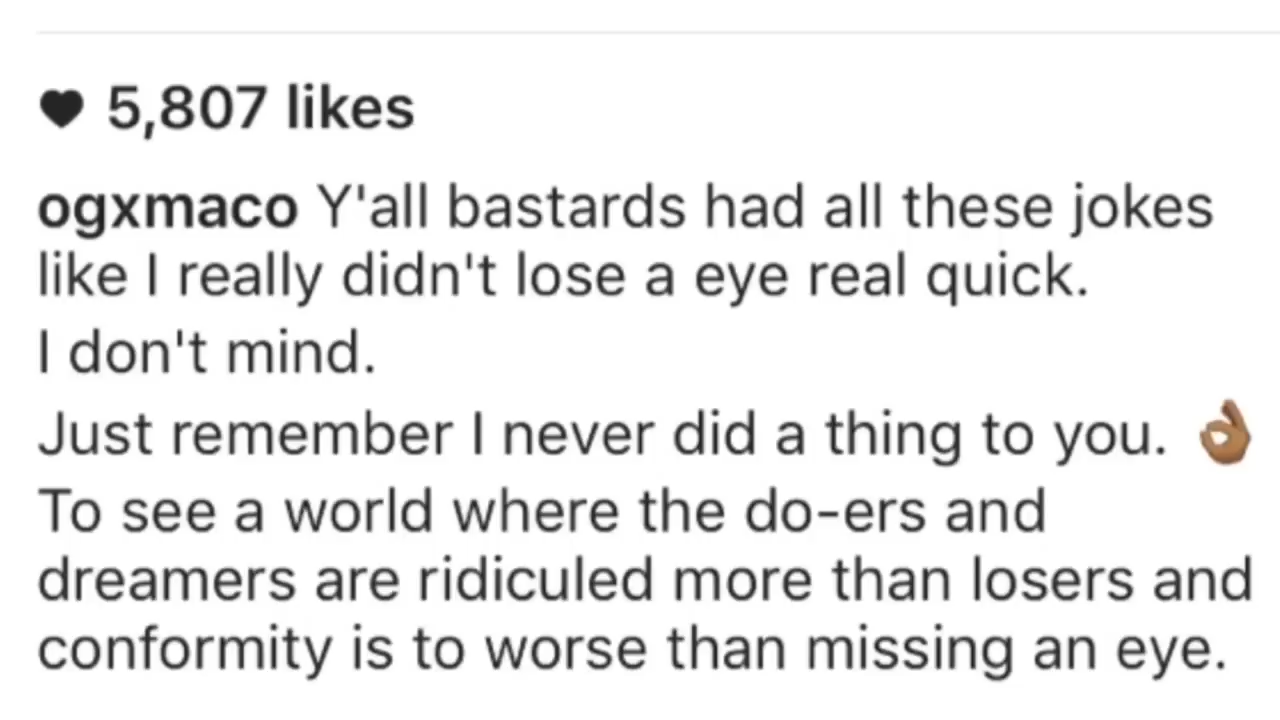 5,807 likes
ogxmaco Y'all bastards had all these jokes
like I really didn't lose a eye real quick.
I don't mind.
Just remember I never did a thing to you. 👌🏾
To see a world where the do-ers and
dreamers are ridiculed more than losers and
conformity is to worse than missing an eye.